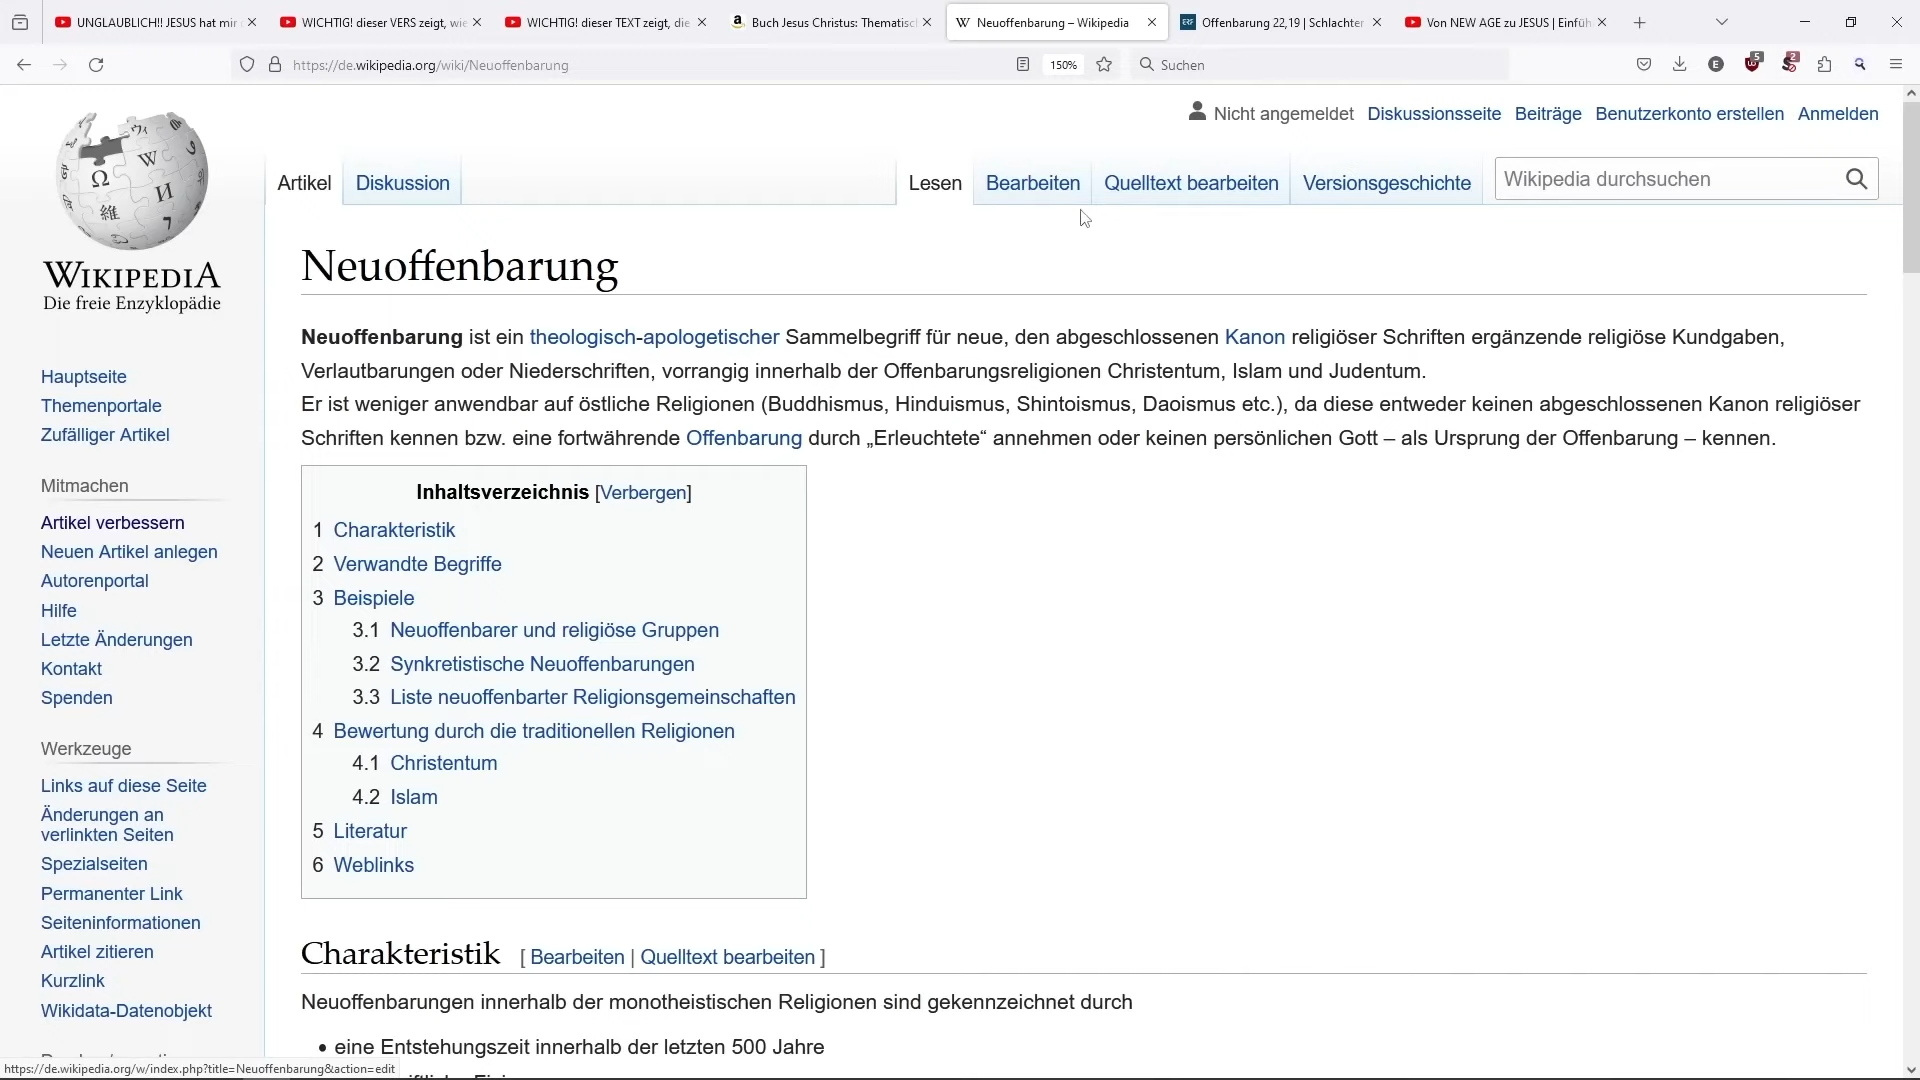 UNGLAUBLICH!! JESUS hat mir
WICHTIG! dieser VERS zeigt, wie
WICHTIG! dieser TEXT zeigt, die
Buch Jesus Christus: Thematisc
Neuoffenbarung – Wikipedia
Offenbarung 22,19 | Schlachter
Von NEW AGE zu JESUS | Einfüh
https://de.wikipedia.org/wiki/Neuoffenbarung
150%
Suchen
5
2
Nicht angemeldet Diskussionsseite Beiträge Benutzerkonto erstellen Anmelden
Artikel Diskussion Lesen Bearbeiten Quelltext bearbeiten Versionsgeschichte Wikipedia durchsuchen
WIKIPEDIA
Die freie Enzyklopädie
Hauptseite
Themenportale
Zufälliger Artikel
Mitmachen
Artikel verbessern
Neuen Artikel anlegen
Autorenportal
Hilfe
Letzte Änderungen
Kontakt
Spenden
Werkzeuge
Links auf diese Seite
Änderungen an
verlinkten Seiten
Spezialseiten
Permanenter Link
Seiteninformationen
Artikel zitieren
Kurzlink
Wikidata-Datenobjekt
Neuoffenbarung
Neuoffenbarung ist ein theologisch-apologetischer Sammelbegriff für neue, den abgeschlossenen Kanon religiöser Schriften ergänzende religiöse Kundgaben,
Verlautbarungen oder Niederschriften, vorrangig innerhalb der Offenbarungsreligionen Christentum, Islam und Judentum.
Er ist weniger anwendbar auf östliche Religionen (Buddhismus, Hinduismus, Shintoismus, Daoismus etc.), da diese entweder keinen abgeschlossenen Kanon religiöser
Schriften kennen bzw. eine fortwährende Offenbarung durch „Erleuchtete“ annehmen oder keinen persönlichen Gott – als Ursprung der Offenbarung – kennen.
Inhaltsverzeichnis [Verbergen]
1 Charakteristik
2 Verwandte Begriffe
3 Beispiele
3.1 Neuoffenbarer und religiöse Gruppen
3.2 Synkretistische Neuoffenbarungen
3.3 Liste neuoffenbarter Religionsgemeinschaften
4 Bewertung durch die traditionellen Religionen
4.1 Christentum
4.2 Islam
5 Literatur
6 Weblinks
Charakteristik [ Bearbeiten | Quelltext bearbeiten ]
Neuoffenbarungen innerhalb der monotheistischen Religionen sind gekennzeichnet durch
• eine Entstehungszeit innerhalb der letzten 500 Jahre
https://de.wikipedia.org/w/index.php?title=Neuoffenbarung&action=edit